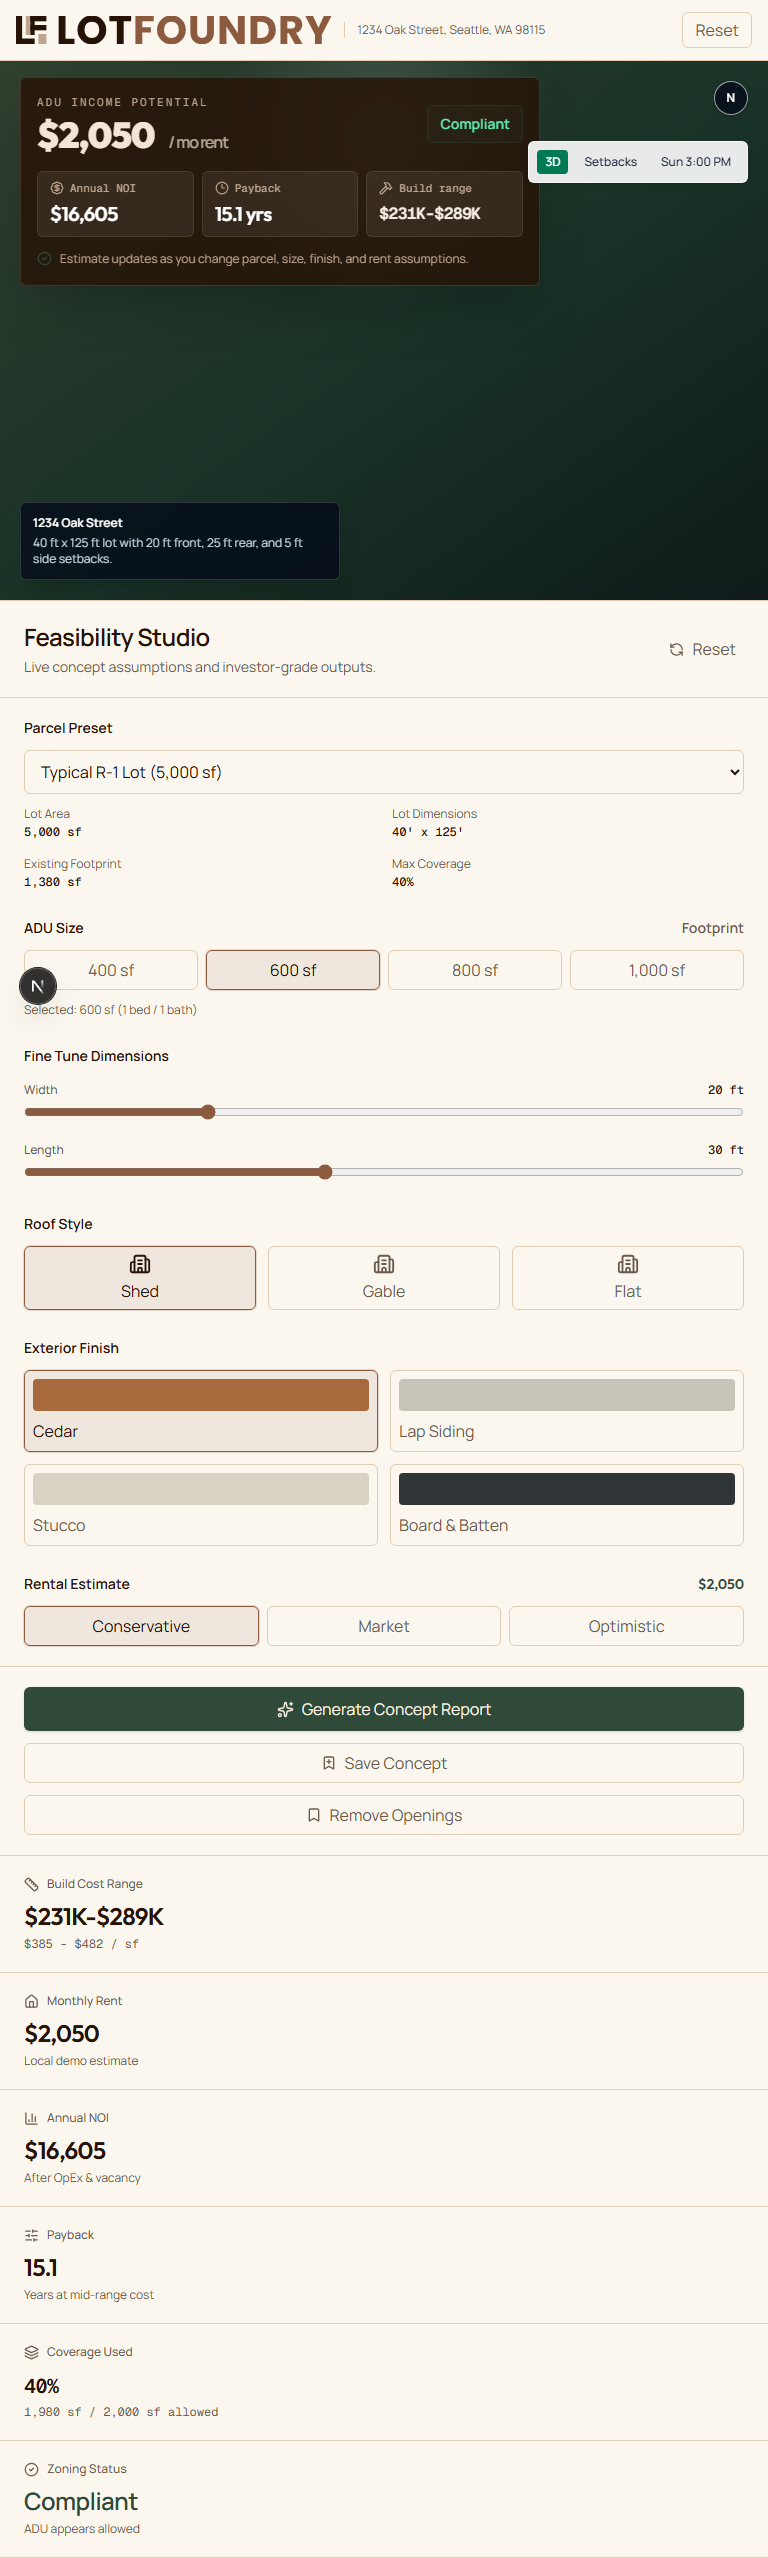 LF LOTFOUNDRY
1234 Oak Street, Seattle, WA 98115
Reset
ADU INCOME POTENTIAL
$2,050 / mo rent
Compliant
Annual NOI
$16,605
Payback
15.1 yrs
Build range
$231K-$289K
Estimate updates as you change parcel, size, finish, and rent assumptions.
N
3D Setbacks Sun 3:00 PM
1234 Oak Street
40 ft x 125 ft lot with 20 ft front, 25 ft rear, and 5 ft
side setbacks.
Feasibility Studio
Live concept assumptions and investor-grade outputs.
Reset
Parcel Preset
Typical R-1 Lot (5,000 sf)
Lot Area
5,000 sf
Lot Dimensions
40' x 125'
Existing Footprint
1,380 sf
Max Coverage
40%
ADU Size
Footprint
400 sf
600 sf
800 sf
1,000 sf
N
Selected: 600 sf (1 bed / 1 bath)
Fine Tune Dimensions
Width
20 ft
Length
30 ft
Roof Style
Shed
Gable
Flat
Exterior Finish
Cedar
Lap Siding
Stucco
Board & Batten
Rental Estimate
$2,050
Conservative
Market
Optimistic
Generate Concept Report
Save Concept
Remove Openings
Build Cost Range
$231K-$289K
$385 - $482 / sf
Monthly Rent
$2,050
Local demo estimate
Annual NOI
$16,605
After OpEx & vacancy
Payback
15.1
Years at mid-range cost
Coverage Used
40%
1,980 sf / 2,000 sf allowed
Zoning Status
Compliant
ADU appears allowed